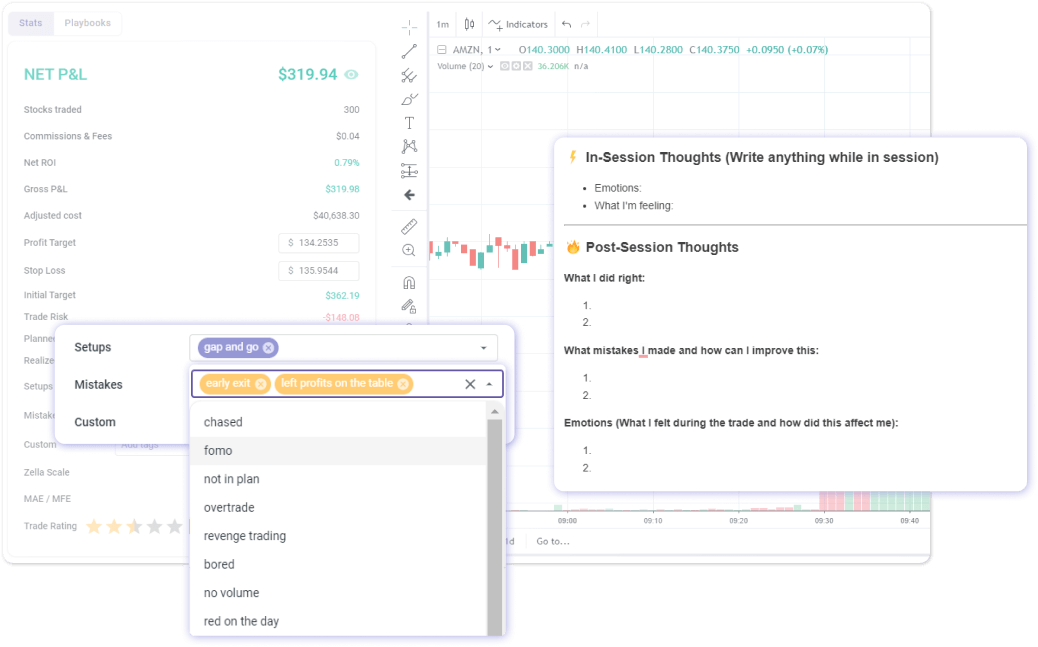 Stats Playbooks
NET P&L $319.94
Stocks traded 300
Commissions & Fees $0.04
Net ROI 0.79%
Gross P&L $319.98
Adjusted cost $40,638.30
Profit Target $ 134.2535
Stop Loss $ 135.9544
Initial Target $362.19
Trade Risk -$148.08
Planne
Realize
Setups
Mistak
Custom Add tags
Zella Scale
MAE / MFE
Trade Rating
Setups gap and go
Mistakes early exit left profits on the table
Custom
chased
fomo
not in plan
overtrade
revenge trading
bored
no volume
red on the day
1m Indicators
AMZN, 1 O140.3000 H140.4100 L140.2800 C140.3750 +0.0950 (+0.07%)
Volume (20) 36.206K n/a
In-Session Thoughts (Write anything while in session)
• Emotions:
• What I'm feeling:
Post-Session Thoughts
What I did right:
1.
2.
What mistakes I made and how can I improve this:
1.
2.
Emotions (What I felt during the trade and how did this affect me):
1.
2.
09:00 09:10 09:20 09:30 09:40
1d Go to...